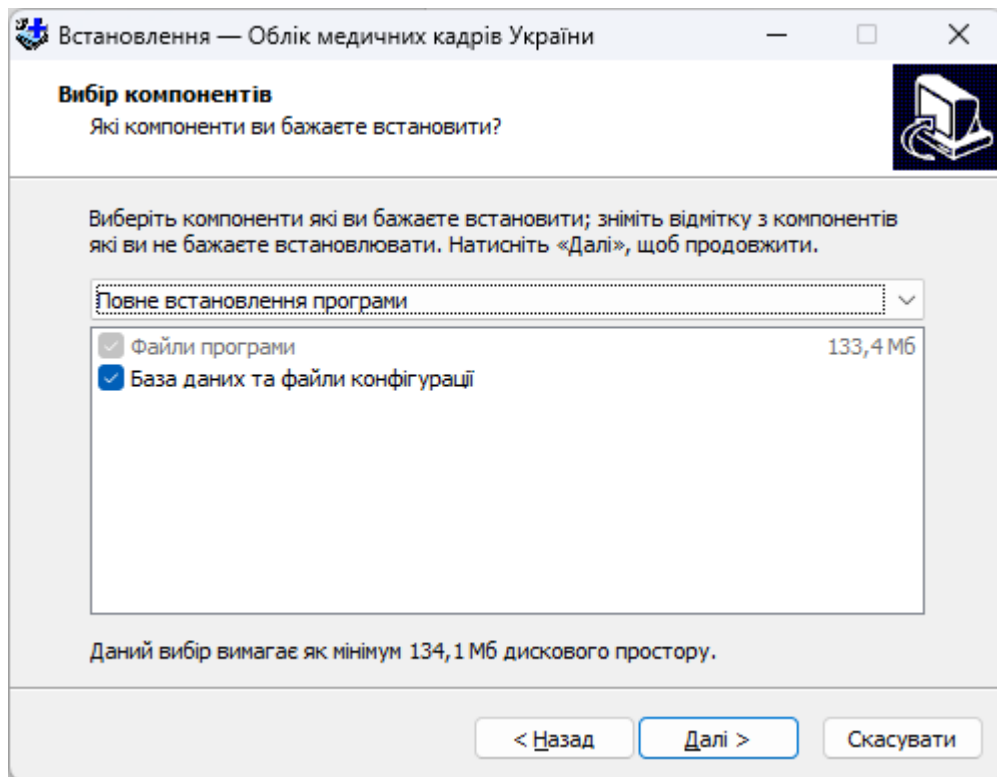 Встановлення — Облік медичних кадрів України
Вибір компонентів
Які компоненти ви бажаєте встановити?
Виберіть компоненти які ви бажаєте встановити; зніміть відмітку з компонентів
які ви не бажаєте встановлювати. Натисніть «Далі», щоб продовжити.
Повне встановлення програми
Файли програми 133,4 Мб
База даних та файли конфігурації
Даний вибір вимагає як мінімум 134,1 Мб дискового простору.
< Назад Далі > Скасувати